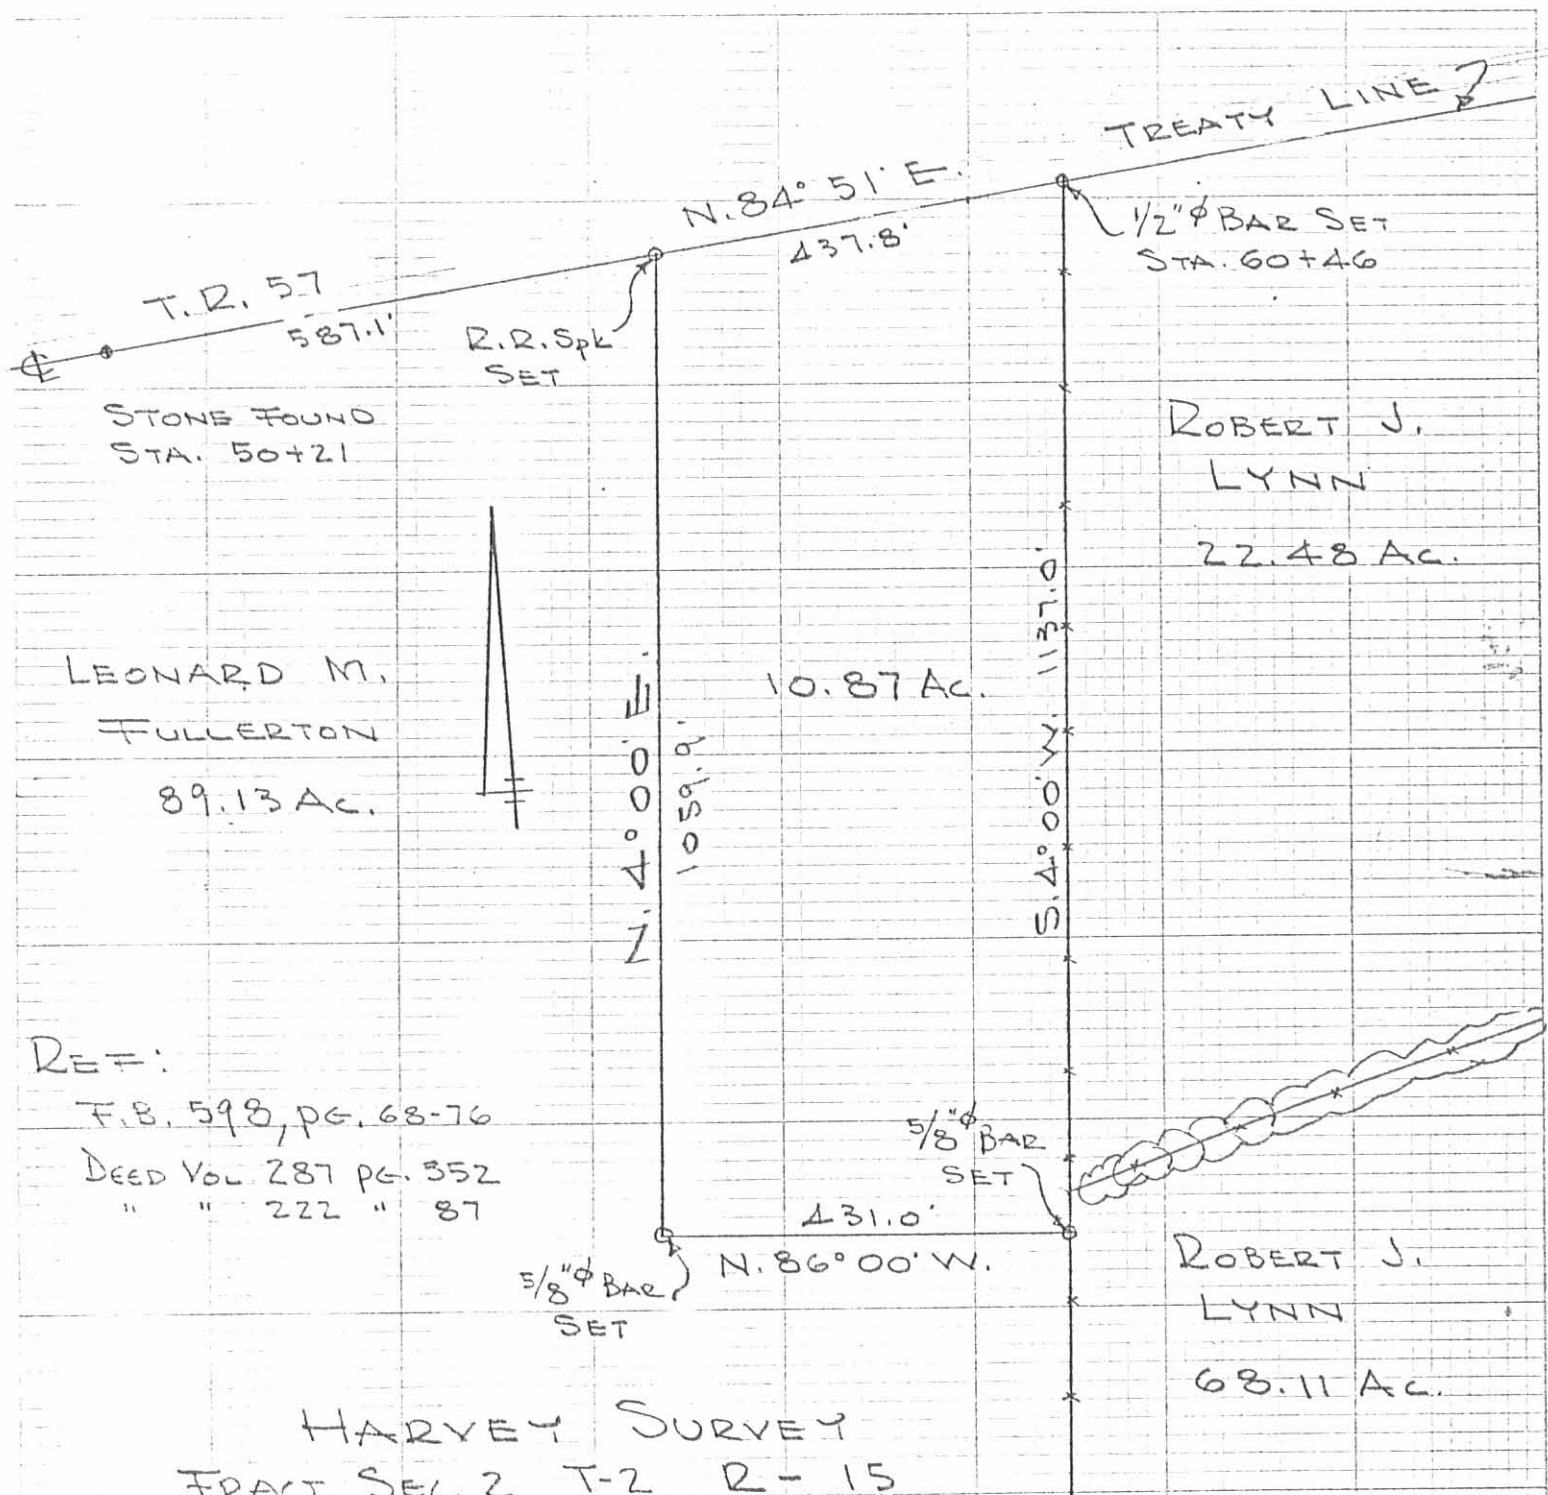 TREATY LINE
N. 84° 51' E.
437.8'
1/2" ϕ BAR SET
STA. 60+46
T.R. 57
587.1'
R.R. Spk
SET
℄
STONE FOUND
STA. 50+21
ROBERT J.
LYNN
22.48 Ac.
LEONARD M.
FULLERTON
89.13 Ac.
N. 4° 00' E.
1059.9'
10.87 Ac.
S. 4° 00' W. 1137.0'
REF:
F.B. 598, PG. 68-76
DEED VOL 287 PG. 352
" " 222 " 87
5/8" ϕ BAR
SET
431.0'
N. 86° 00' W.
5/8" ϕ BAR
SET
ROBERT J.
LYNN
68.11 Ac.
HARVEY SURVEY
FRACT SEC. 2 T-2 R-15